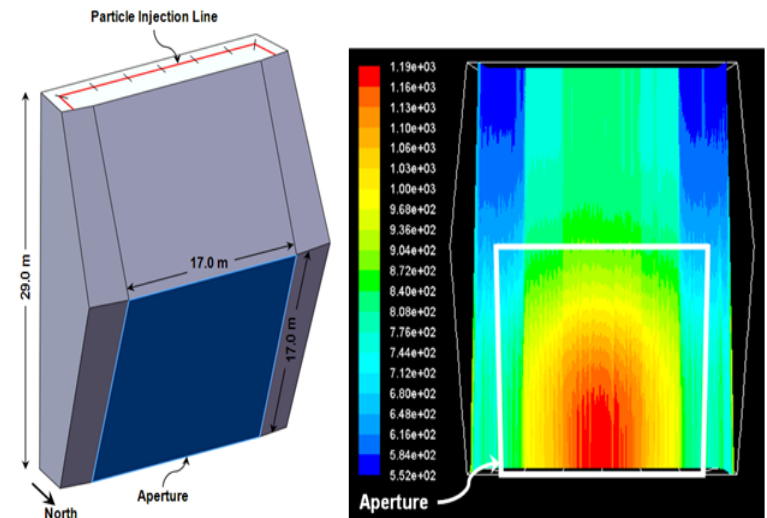 Particle Injection Line
29.0 m
17.0 m
17.0 m
Aperture
North
1.19e+03
1.16e+03
1.13e+03
1.10e+03
1.06e+03
1.03e+03
1.00e+03
9.68e+02
9.36e+02
9.04e+02
8.72e+02
8.40e+02
8.08e+02
7.76e+02
7.44e+02
7.12e+02
6.80e+02
6.48e+02
6.16e+02
5.84e+02
5.52e+02
Aperture